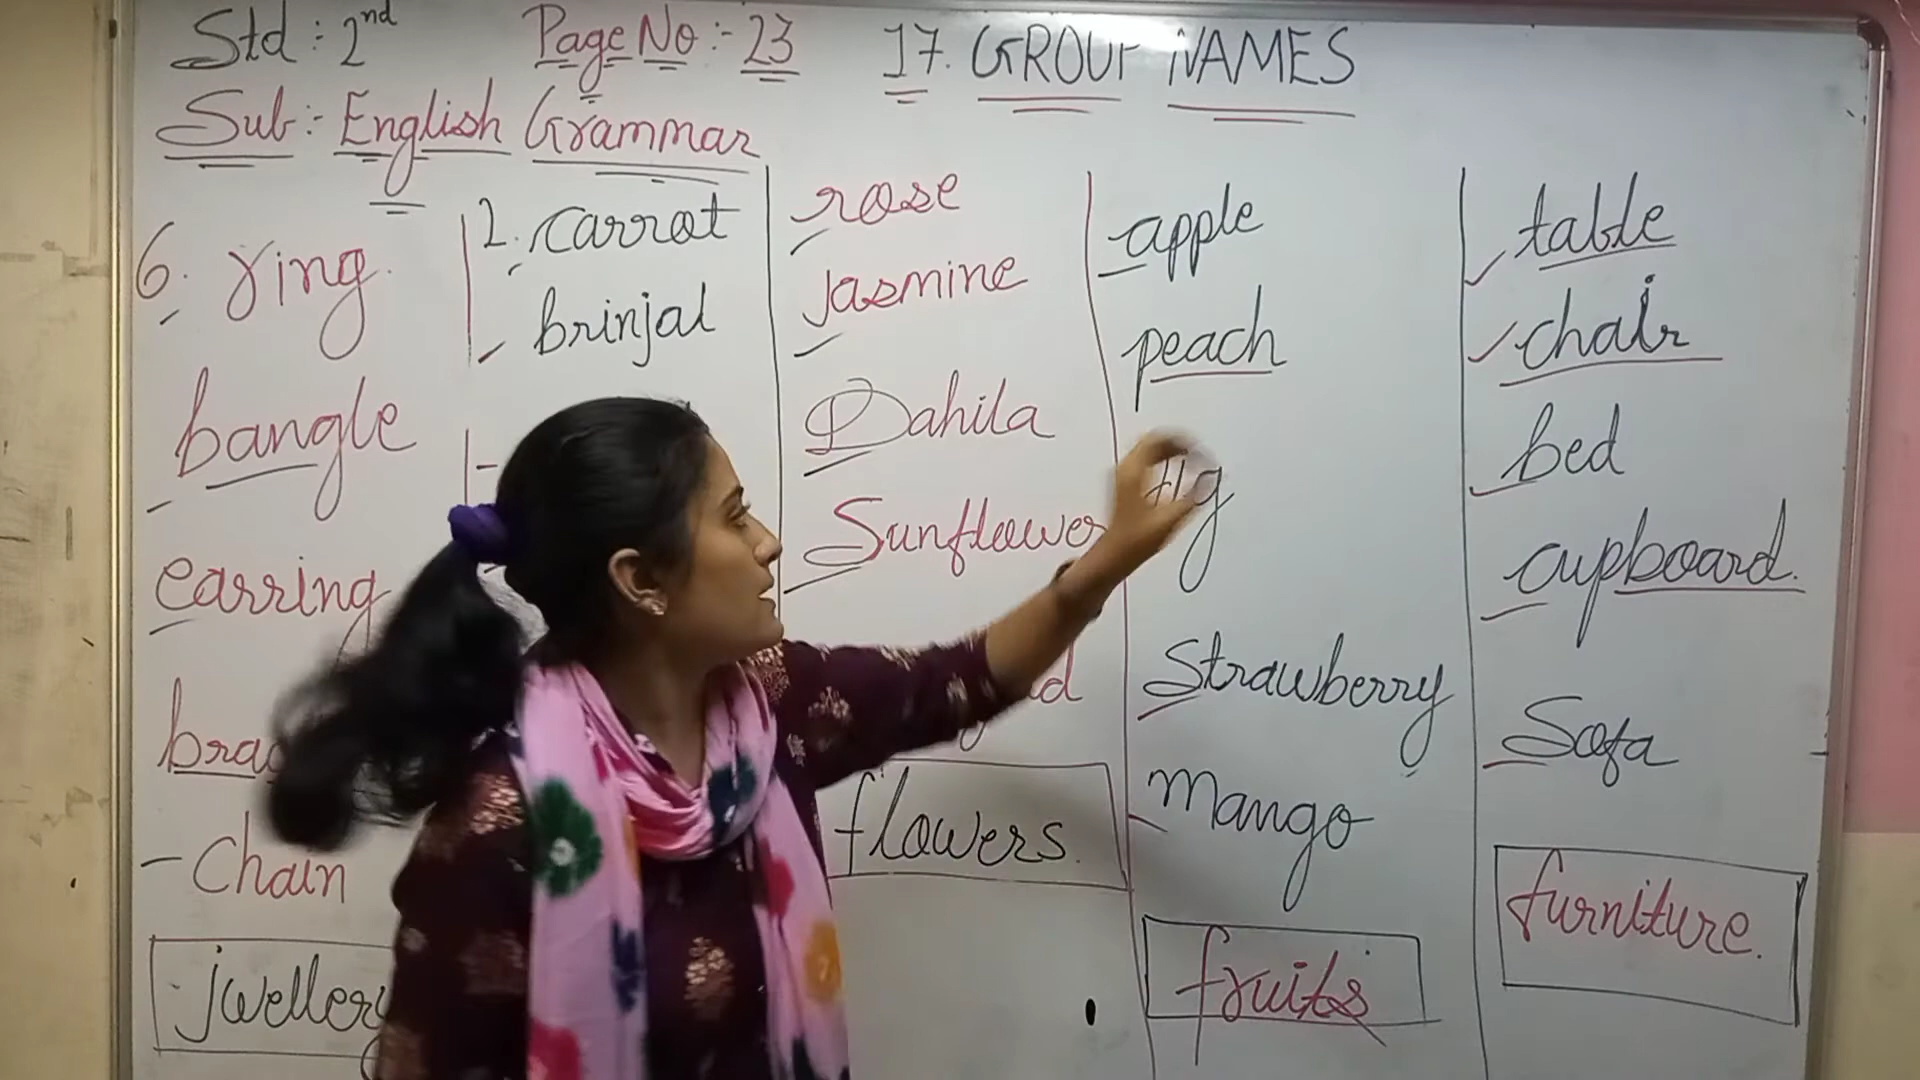 Std :- 2nd
Page No :- 23
17. GROUP NAMES
Sub :- English Grammar
6. ring
bangle
earring
Chain
jwellery
2. carrot
brinjal
rose
Jasmine
Dahila
Sunflower
flowers.
apple
peach
fig
Strawberry
Mango
fruits
table
chair
bed
cupboard.
Sofa
furniture.